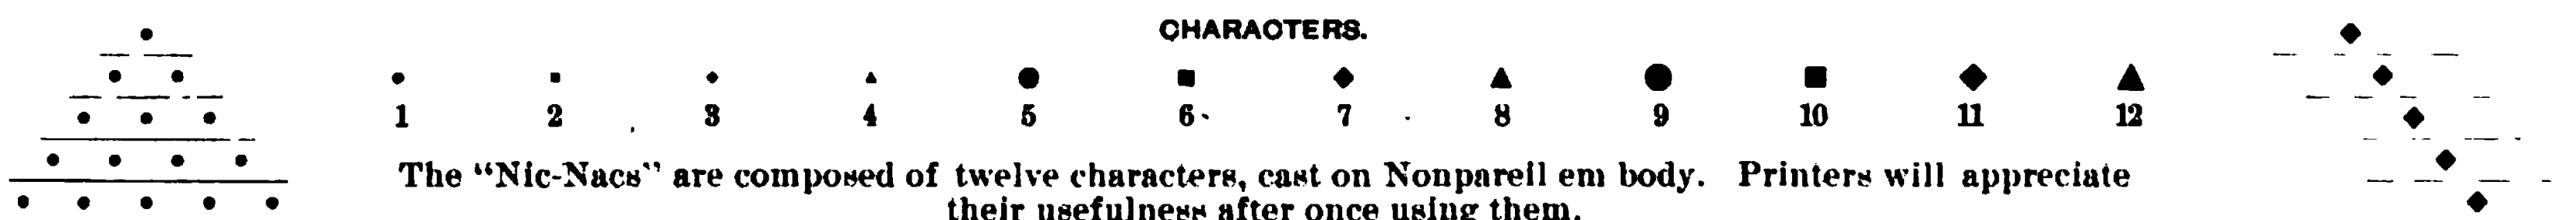 CHARACTERS.
1 2 3 4 5 6 7 8 9 10 11 12
The "Nic-Nacs" are composed of twelve characters, cast on Nonpareil em body. Printers will appreciate
their usefulness after once using them.